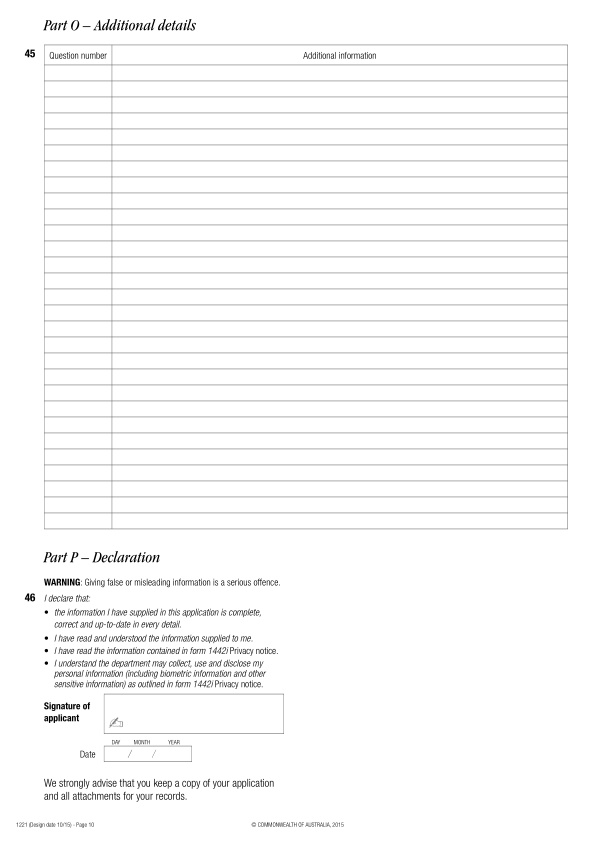 Part O – Additional details
45 Question number Additional information
Part P – Declaration
WARNING: Giving false or misleading information is a serious offence.
46 I declare that:
• the information I have supplied in this application is complete,
correct and up-to-date in every detail.
• I have read and understood the information supplied to me.
• I have read the information contained in form 1442i Privacy notice.
• I understand the department may collect, use and disclose my
personal information (including biometric information and other
sensitive information) as outlined in form 1442i Privacy notice.
Signature of
applicant
DAY MONTH YEAR
Date / /
We strongly advise that you keep a copy of your application
and all attachments for your records.
1221 (Design date 10/15) - Page 10 © COMMONWEALTH OF AUSTRALIA, 2015